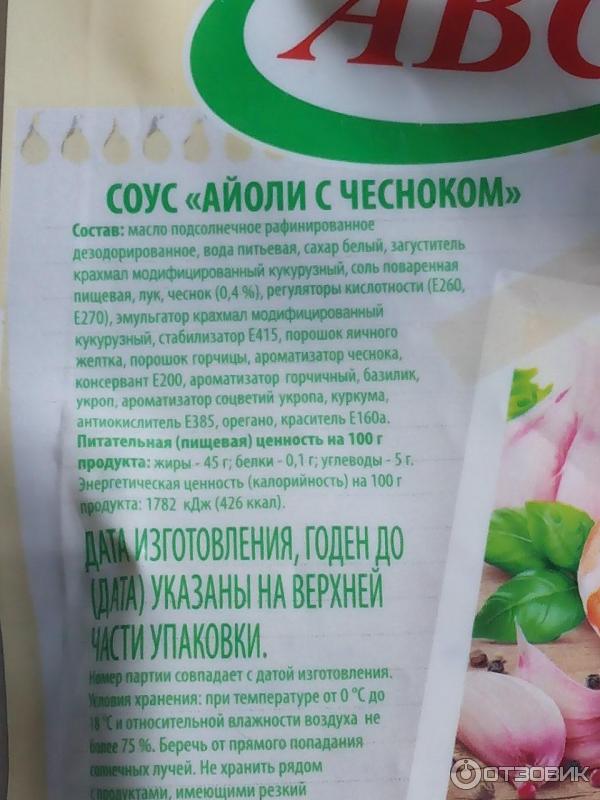 АВС
СОУС «АЙОЛИ С ЧЕСНОКОМ»
Состав: масло подсолнечное рафинированное
дезодорированное, вода питьевая, сахар белый, загуститель
крахмал модифицированный кукурузный, соль поваренная
пищевая, лук, чеснок (0,4 %), регуляторы кислотности (Е260,
Е270), эмульгатор крахмал модифицированный
кукурузный, стабилизатор Е415, порошок яичного
желтка, порошок горчицы, ароматизатор чеснока,
консервант Е200, ароматизатор горчичный, базилик,
укроп, ароматизатор соцветий укропа, куркума,
антиокислитель Е385, орегано, краситель Е160а.
Питательная (пищевая) ценность на 100 г
продукта: жиры - 45 г; белки - 0,1 г; углеводы - 5 г.
Энергетическая ценность (калорийность) на 100 г
продукта: 1782 кДж (426 ккал).
ДАТА ИЗГОТОВЛЕНИЯ, ГОДЕН ДО
(ДАТА) УКАЗАНЫ НА ВЕРХНЕЙ
ЧАСТИ УПАКОВКИ.
Номер партии совпадает с датой изготовления.
Условия хранения: при температуре от 0 °С до
18 °С и относительной влажности воздуха не
более 75 %. Беречь от прямого попадания
солнечных лучей. Не хранить рядом
с продуктами, имеющими резкий
ОТЗОВИК